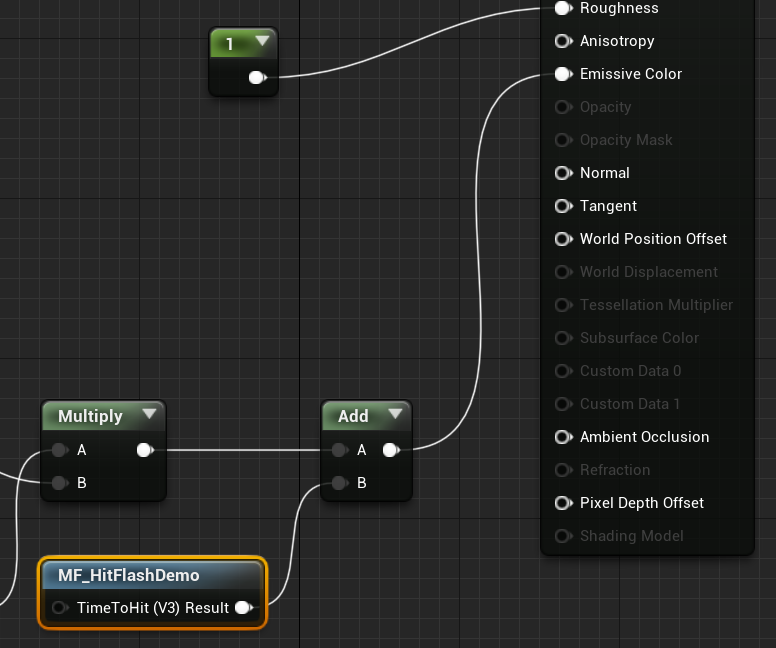 Roughness
1
Anisotropy
Emissive Color
Opacity
Opacity Mask
Normal
Tangent
World Position Offset
World Displacement
Tessellation Multiplier
Subsurface Color
Custom Data 0
Custom Data 1
Ambient Occlusion
Refraction
Pixel Depth Offset
Shading Model
Multiply
A
B
Add
A
B
MF_HitFlashDemo
TimeToHit (V3) Result